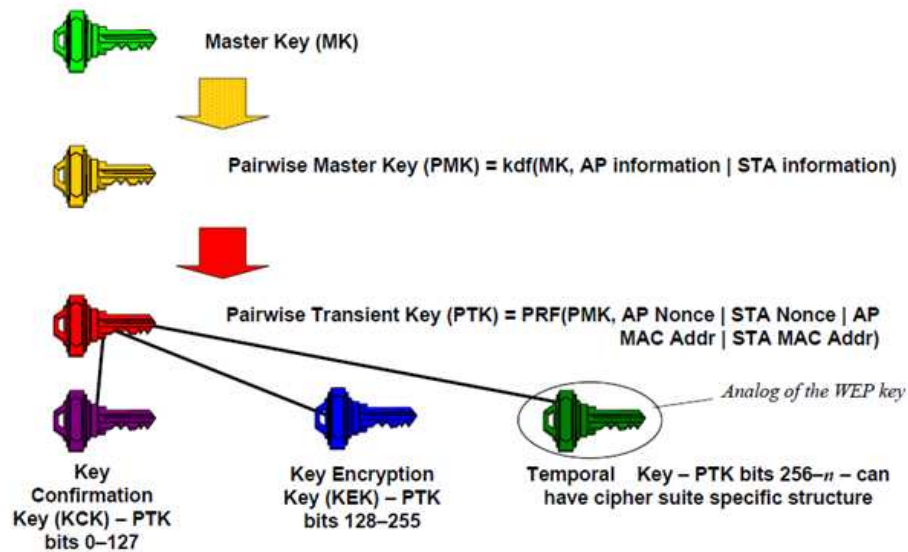 Master Key (MK)
Pairwise Master Key (PMK) = kdf(MK, AP information | STA information)
Pairwise Transient Key (PTK) = PRF(PMK, AP Nonce | STA Nonce | AP
MAC Addr | STA MAC Addr)
Analog of the WEP key
Key
Confirmation
Key (KCK) – PTK
bits 0–127
Key Encryption
Key (KEK) – PTK
bits 128–255
Temporal Key – PTK bits 256–n – can
have cipher suite specific structure